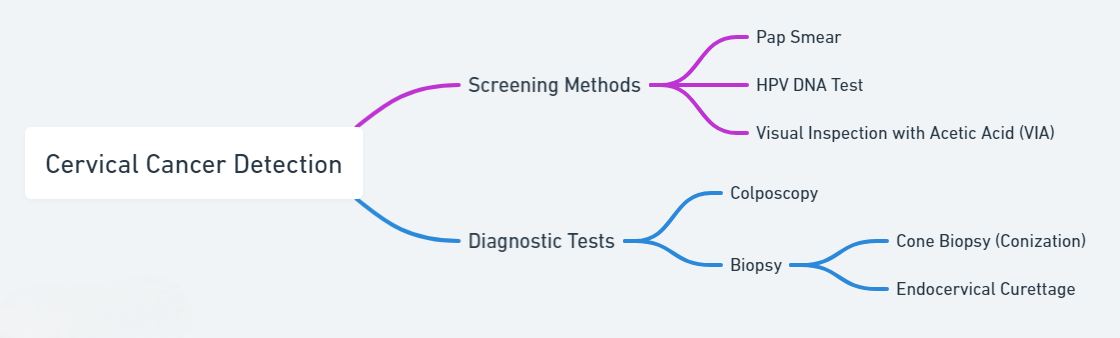 Cervical Cancer Detection
Screening Methods
Pap Smear
HPV DNA Test
Visual Inspection with Acetic Acid (VIA)
Diagnostic Tests
Colposcopy
Biopsy
Cone Biopsy (Conization)
Endocervical Curettage